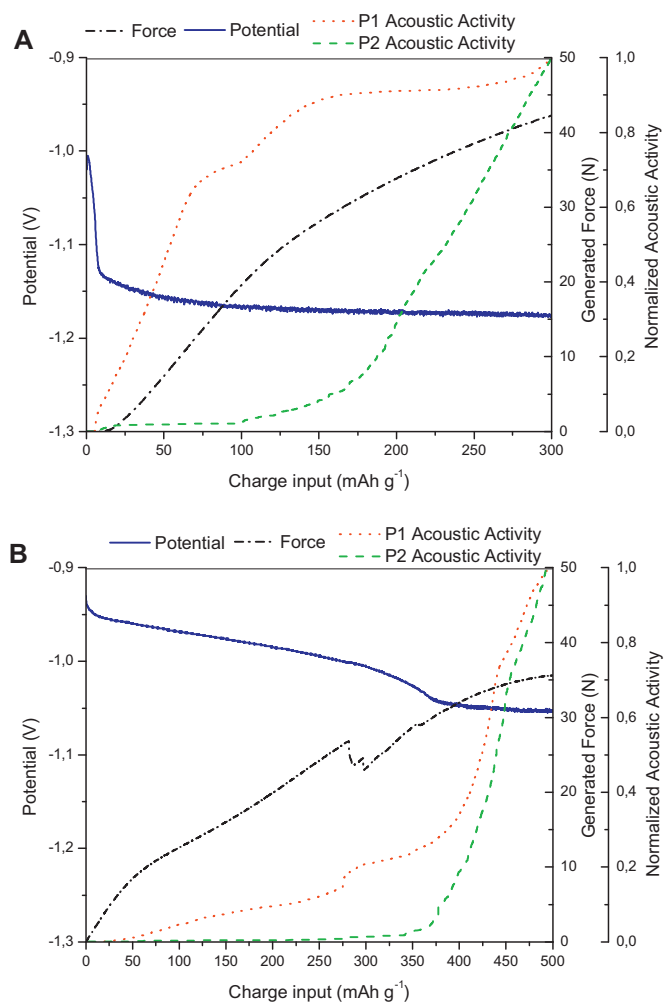 A
Force
Potential
P1 Acoustic Activity
P2 Acoustic Activity
-0,9
-1,0
-1,1
-1,2
-1,3
Potential (V)
50
40
30
20
10
0
Generated Force (N)
1,0
0,8
0,6
0,4
0,2
0,0
Normalized Acoustic Activity
0 50 100 150 200 250 300
Charge input (mAh g⁻¹)
B
Potential
Force
P1 Acoustic Activity
P2 Acoustic Activity
-0,9
-1,0
-1,1
-1,2
-1,3
Potential (V)
50
40
30
20
10
0
Generated Force (N)
1,0
0,8
0,6
0,4
0,2
0,0
Normalized Acoustic Activity
0 50 100 150 200 250 300 350 400 450 500
Charge input (mAh g⁻¹)